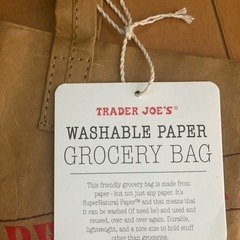 TRADER JOE'S®
WASHABLE PAPER
GROCERY BAG
This friendly grocery bag is made from
paper - but not just any paper. It's
SuperNatural Paper™ and that means that
it can be washed (if need be) and used and
reused, over and over again. Durable,
lightweight, and a nice size to hold stuff
other than groceries.